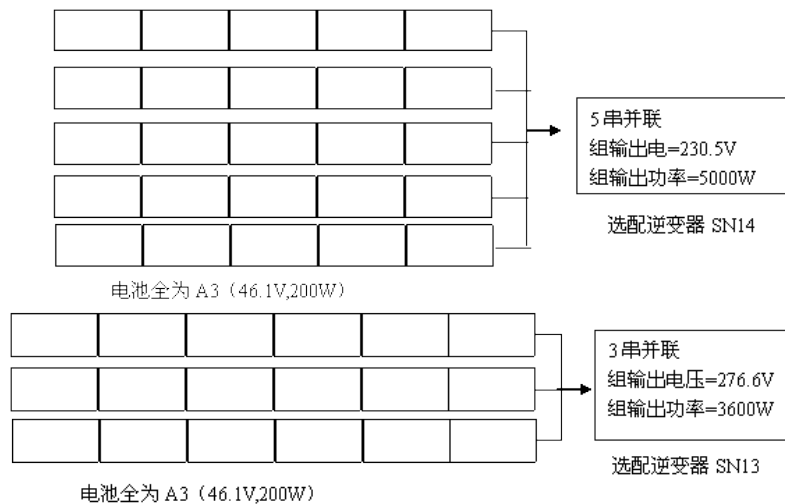 5 串并联
组输出电=230.5V
组输出功率=5000W
选配逆变器 SN14
电池全为 A3（46.1V,200W）
3 串并联
组输出电压=276.6V
组输出功率=3600W
选配逆变器 SN13
电池全为 A3（46.1V,200W）